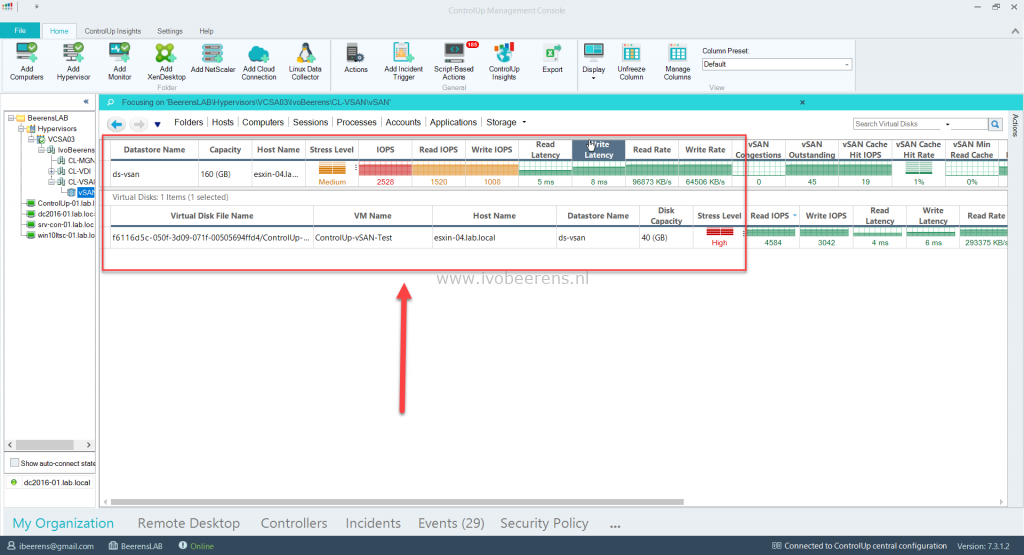 ControlUp Management Console
File Home ControlUp Insights Settings Help
Add Computers
Add Hypervisor
Add Monitor
Add XenDesktop
Add NetScaler
Add Cloud Connection
Linux Data Collector
Folder
Actions
Add Incident Trigger
185
Script-Based Actions
ControlUp Insights
Export
General
Display
Unfreeze Column
Manage Columns
Column Preset:
Default
View
Focusing on 'BeerensLAB\Hypervisors\VCSA03\IvoBeerens\CL-VSAN\vSAN'
BeerensLAB
Hypervisors
VCSA03
IvoBeerens
CL-MGN
CL-VDI
CL-VSAN
vSAN
ControlUp-01.lab.l
dc2016-01.lab.loc
srv-con-01.lab.loc
win10ltsc-01.lab.lo
Show auto-connect state
dc2016-01.lab.local
Folders Hosts Computers Sessions Processes Accounts Applications Storage
Search Virtual Disks
Actions
Datastore Name Capacity Host Name Stress Level IOPS Read IOPS Write IOPS Read Latency Write Latency Read Rate Write Rate vSAN Congestions vSAN Outstanding vSAN Cache Hit IOPS vSAN Cache Hit Rate vSAN Min Read Cache
ds-vsan 160 (GB) esxin-04.la... Medium 2528 1520 1008 5 ms 8 ms 96873 KB/s 64506 KB/s 0 45 19 1% 0%
Virtual Disks: 1 Items (1 selected)
Virtual Disk File Name VM Name Host Name Datastore Name Disk Capacity Stress Level Read IOPS Write IOPS Read Latency Write Latency Read Rate
f6116d5c-050f-3d09-071f-00505694ffd4/ControlUp-... ControlUp-vSAN-Test esxin-04.lab.local ds-vsan 40 (GB) High 4584 3042 4 ms 6 ms 293375 KB/s
www.ivobeerens.nl
My Organization Remote Desktop Controllers Incidents Events (29) Security Policy ...
ibeerens@gmail.com BeerensLAB Online Connected to ControlUp central configuration Version: 7.3.1.2